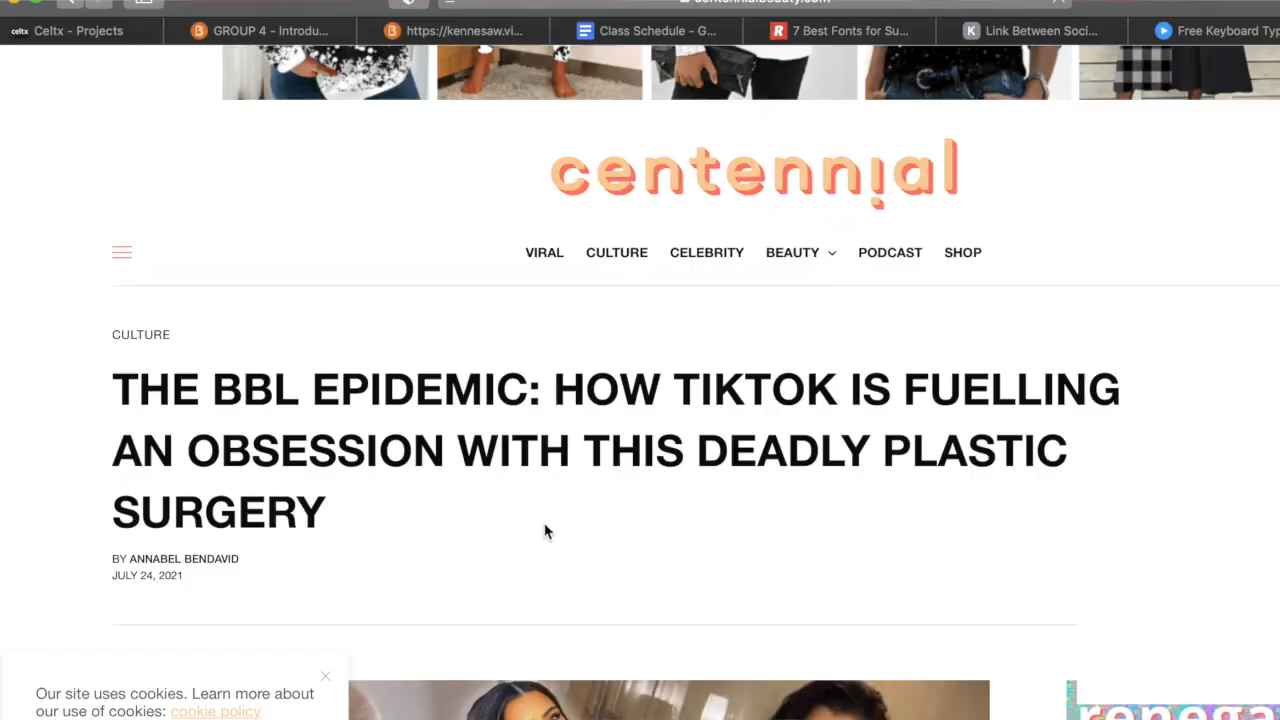 centennialbeauty.com
celtx Celtx - Projects
GROUP 4 - Introdu...
https://kennesaw.vi...
Class Schedule - G...
R 7 Best Fonts for Su...
K Link Between Soci...
Free Keyboard Typ
centennial
VIRAL CULTURE CELEBRITY BEAUTY PODCAST SHOP
CULTURE
THE BBL EPIDEMIC: HOW TIKTOK IS FUELLING
AN OBSESSION WITH THIS DEADLY PLASTIC
SURGERY
BY ANNABEL BENDAVID
JULY 24, 2021
Our site uses cookies. Learn more about
our use of cookies: cookie policy